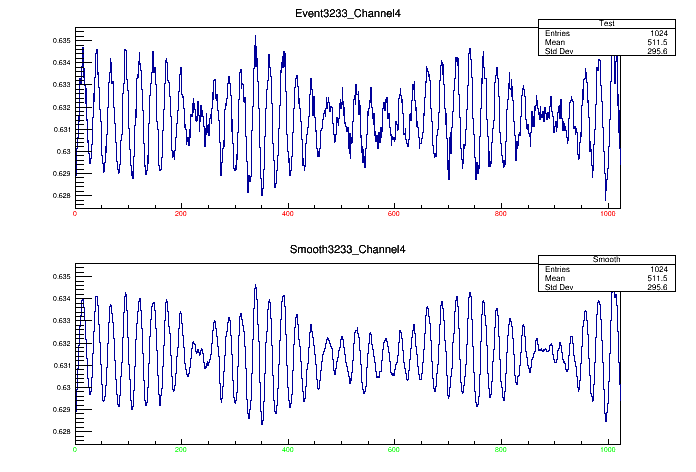 Event3233_Channel4
Test
Entries 1024
Mean 511.5
Std Dev 295.6
0.635
0.634
0.633
0.632
0.631
0.63
0.629
0.628
0 200 400 600 800 1000
Smooth3233_Channel4
Smooth
Entries 1024
Mean 511.5
Std Dev 295.6
0.635
0.634
0.633
0.632
0.631
0.63
0.629
0.628
0 200 400 600 800 1000